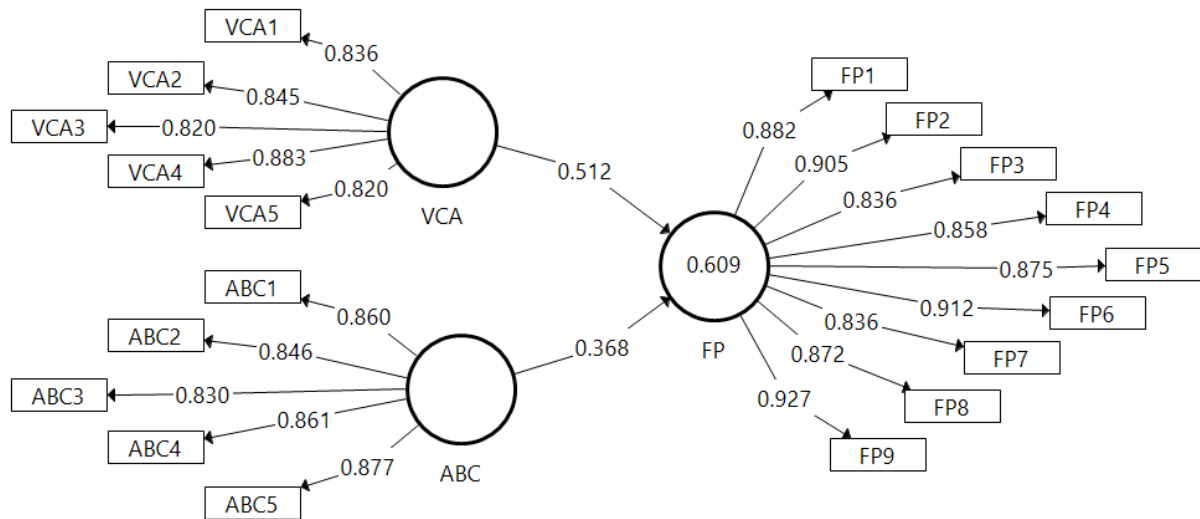 VCA1
0.836
VCA2
0.845
VCA3
0.820
VCA4
0.883
VCA5
0.820
VCA
0.512
ABC1
0.860
ABC2
0.846
ABC3
0.830
ABC4
0.861
ABC5
0.877
ABC
0.368
0.609
FP
FP1
0.882
FP2
0.905
FP3
0.836
FP4
0.858
FP5
0.875
FP6
0.912
FP7
0.836
FP8
0.872
FP9
0.927